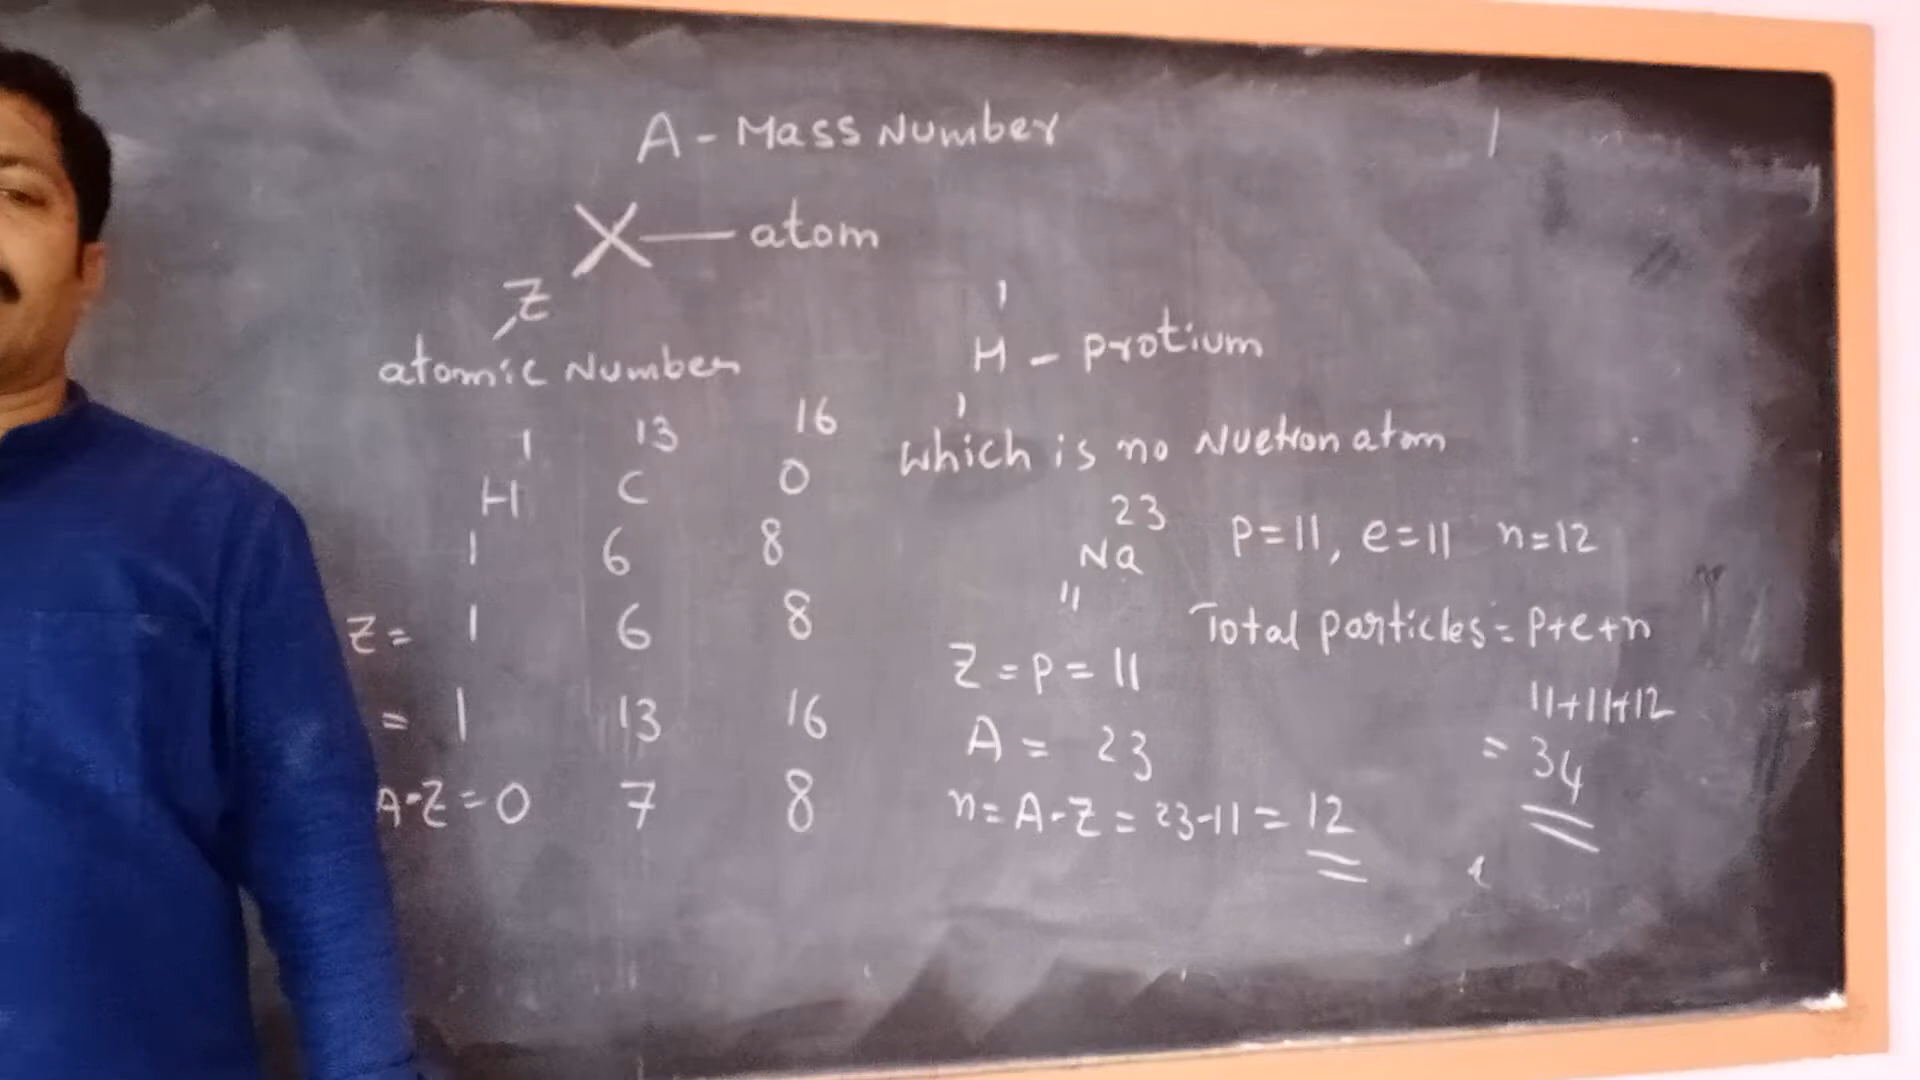 A - Mass Number
X — atom
Z
atomic Number
1 13 16
H C O
1 6 8
Z = 1 6 8
= 1 13 16
A-Z = 0 7 8
1
H - protium
1
which is no Nuetron atom
23
Na P=11, e=11 n=12
11
Total particles = P+e+n
Z = P = 11
11+11+12
A = 23
= 34
n = A-Z = 23-11 = 12